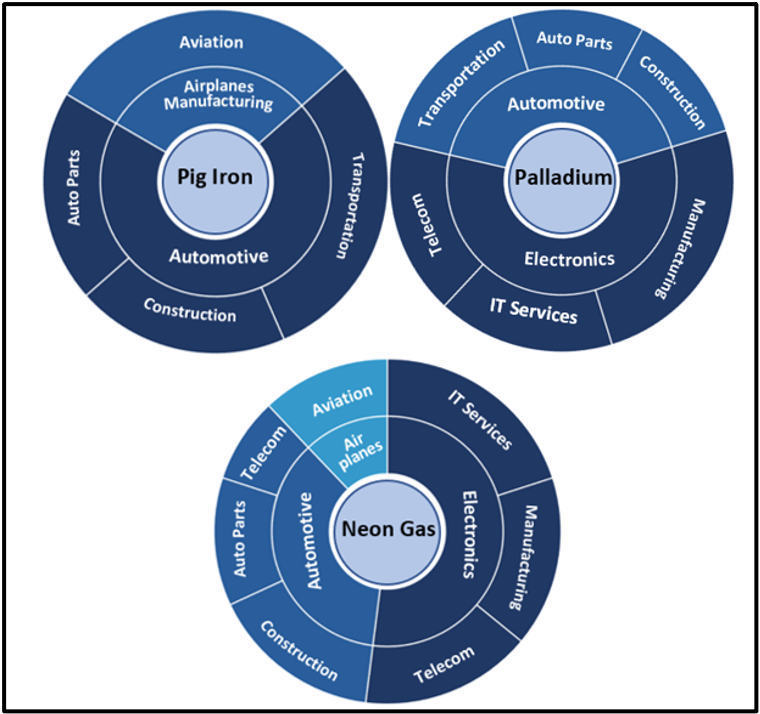 Aviation
Airplanes
Manufacturing
Pig Iron
Auto Parts
Transportation
Automotive
Construction
Transportation
Auto Parts
Construction
Automotive
Palladium
Telecom
Electronics
Manufacturing
IT Services
Aviation
IT Services
Air
planes
Telecom
Auto Parts
Automotive
Neon Gas
Electronics
Manufacturing
Construction
Telecom